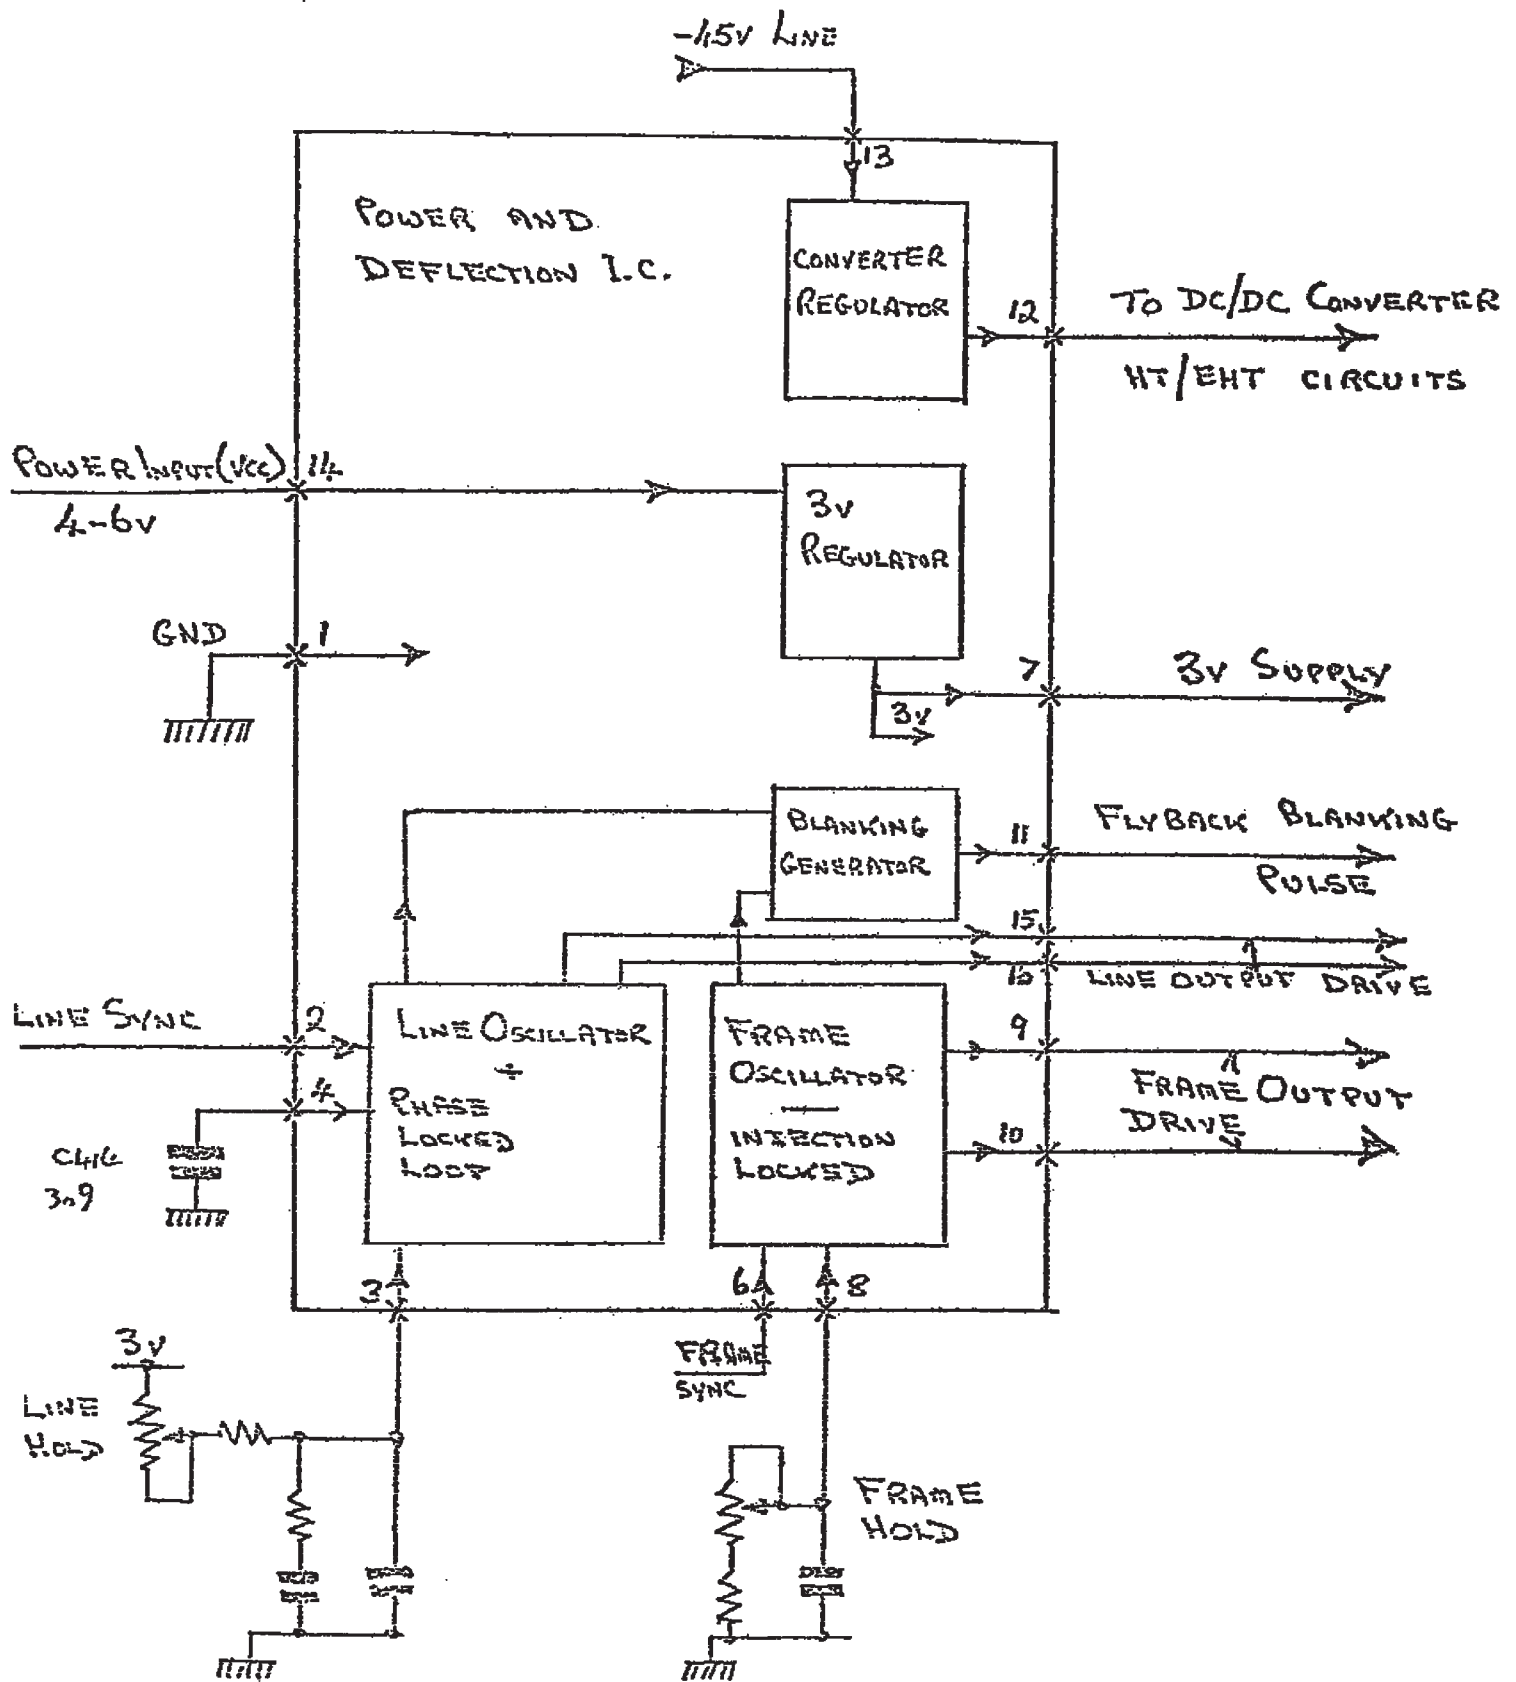 -45V LINE
13
POWER AND
DEFLECTION I.C.
CONVERTER
REGULATOR
12
TO DC/DC CONVERTER
HT/EHT CIRCUITS
POWER INPUT (VCC)
14
4-6V
3V
REGULATOR
GND
1
7
3V SUPPLY
3V
BLANKING
GENERATOR
11
FLYBACK BLANKING
PULSE
15
16
LINE OUTPUT DRIVE
LINE SYNC
2
4
LINE OSCILLATOR
+
PHASE
LOCKED
LOOP
FRAME
OSCILLATOR
—
INJECTION
LOCKED
9
FRAME OUTPUT
DRIVE
10
C414
3n9
3
6
8
3V
LINE
HOLD
FRAME
SYNC
FRAME
HOLD